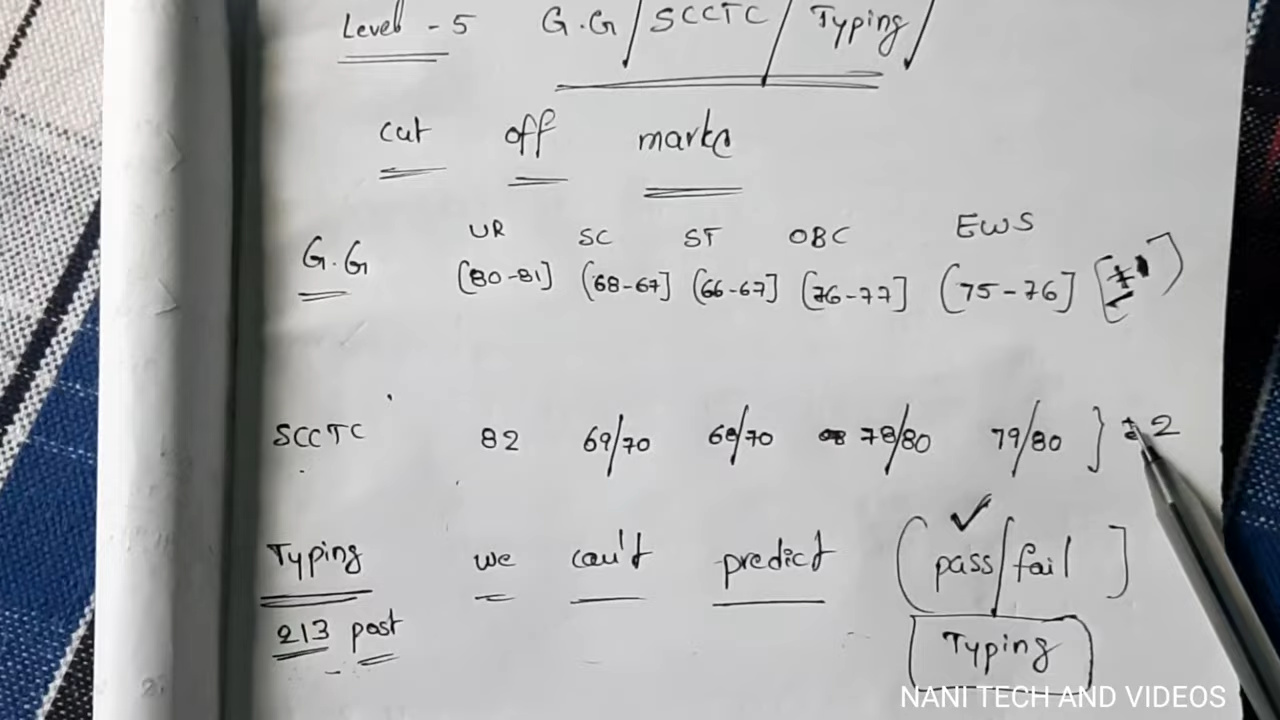 Level - 5 G.G/SCCTC/Typing/
cut off marks
UR SC ST OBC EWS
G.G (80-81] (68-67] (66-67] (76-77] (75-76]
SCCTC 82 69/70 68/70 78/80 79/80 } ±2
Typing we can't predict (pass/fail]
213 post Typing
NANI TECH AND VIDEOS